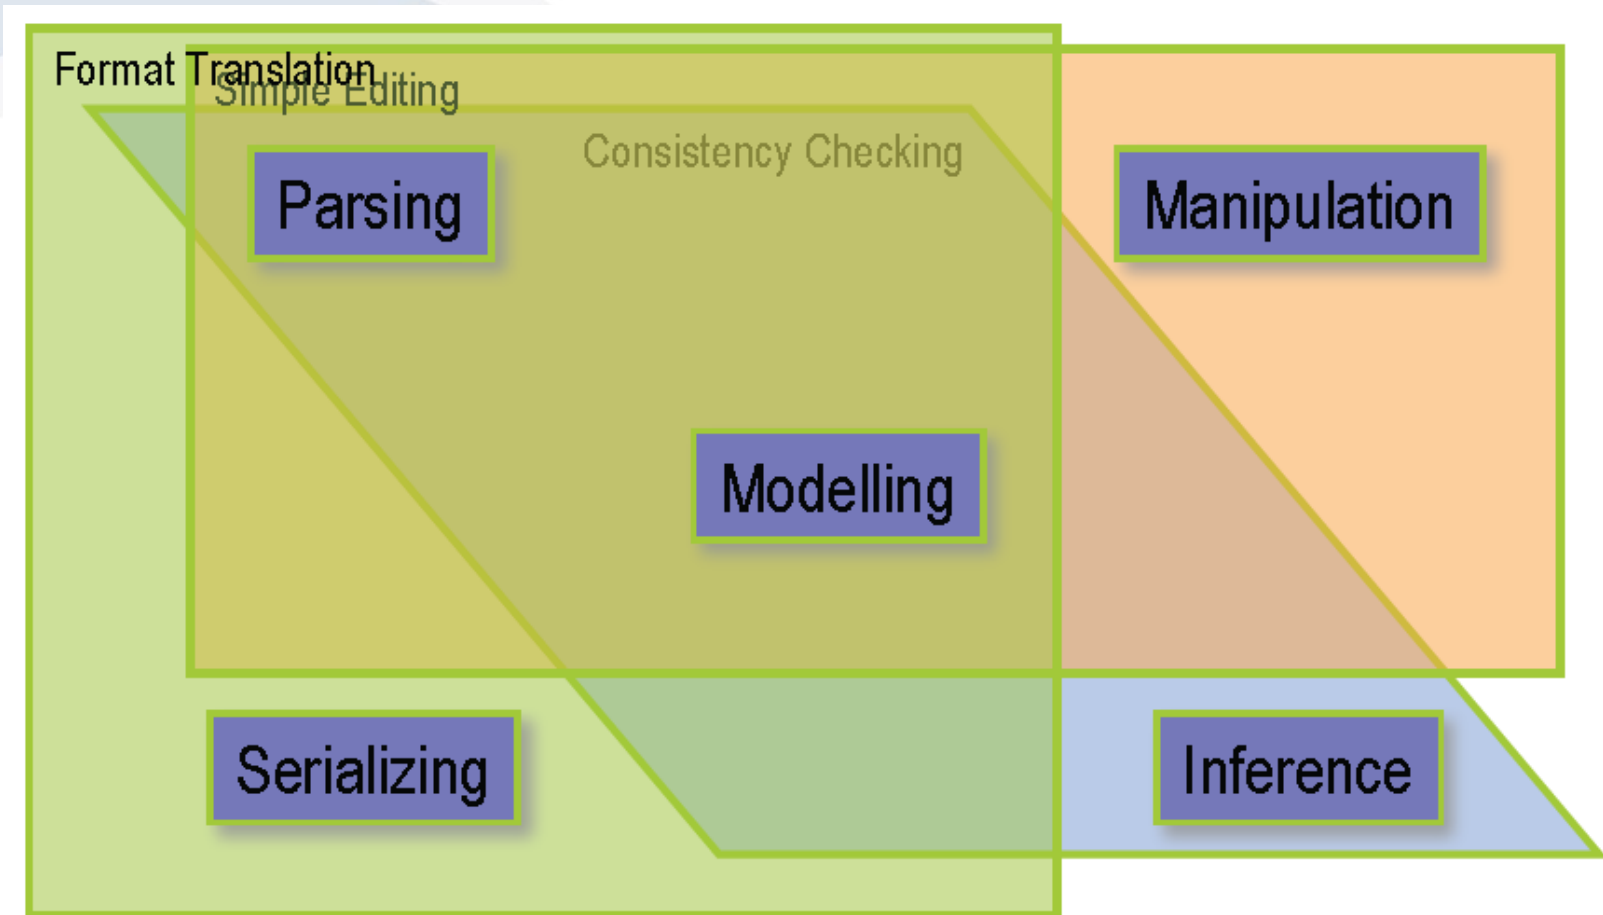 Format Translation
Simple Editing
Consistency Checking
Parsing
Manipulation
Modelling
Serializing
Inference